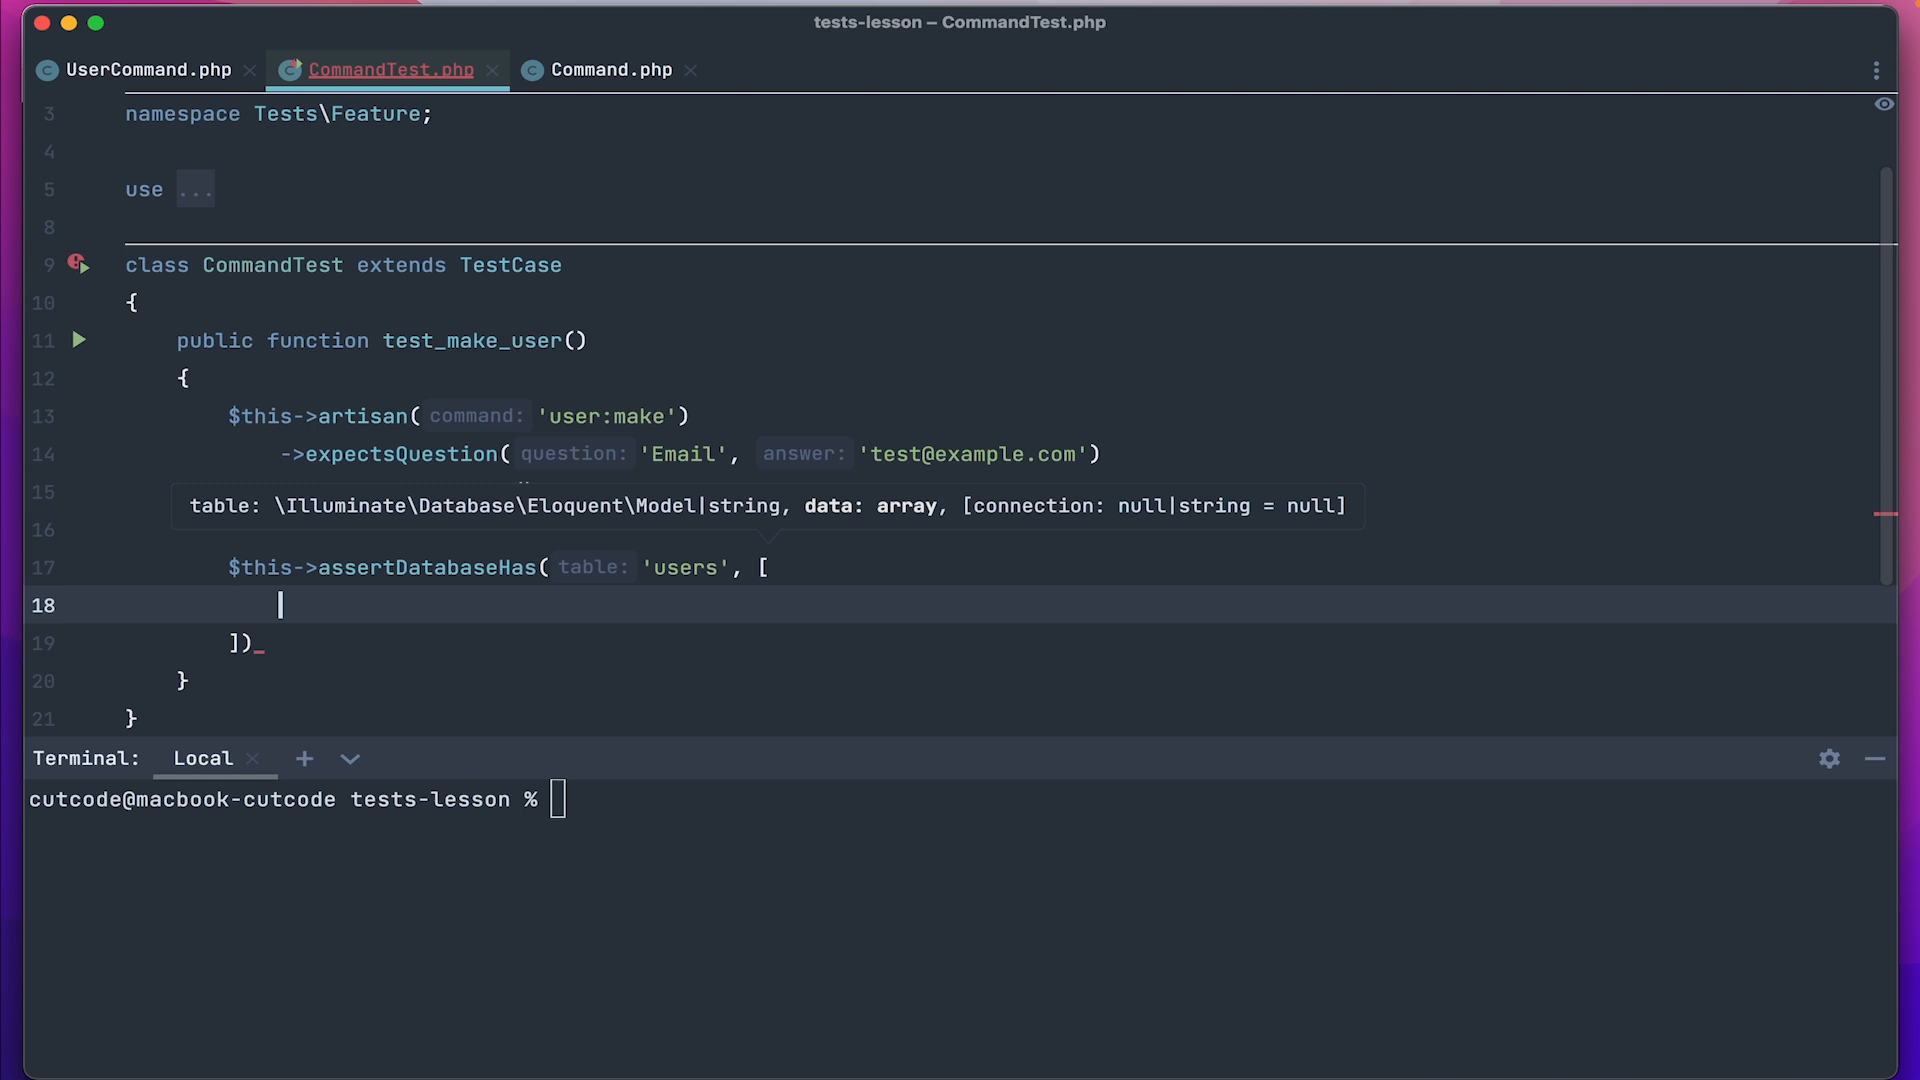 tests-lesson – CommandTest.php
UserCommand.php CommandTest.php Command.php
3 namespace Tests\Feature;
4
5 use ...
8
9 class CommandTest extends TestCase
10 {
11 public function test_make_user()
12 {
13 $this->artisan( command: 'user:make')
14 ->expectsQuestion( question: 'Email', answer: 'test@example.com')
15
table: \Illuminate\Database\Eloquent\Model|string, data: array, [connection: null|string = null]
16
17 $this->assertDatabaseHas( table: 'users', [
18
19 ])
20 }
21 }
Terminal: Local
cutcode@macbook-cutcode tests-lesson %